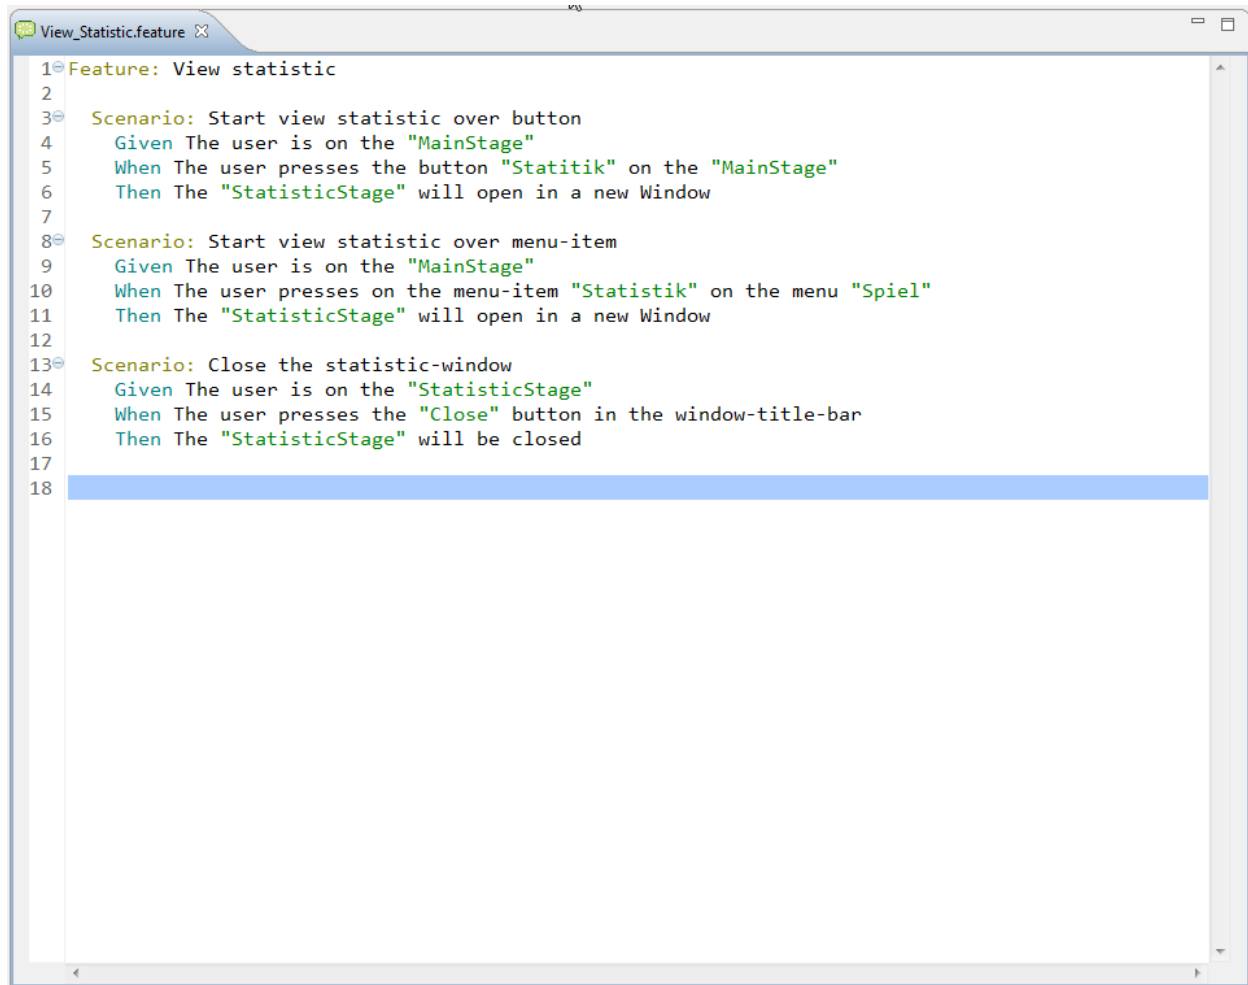 View_Statistic.feature
1 Feature: View statistic
2
3 Scenario: Start view statistic over button
4 Given The user is on the "MainStage"
5 When The user presses the button "Statitik" on the "MainStage"
6 Then The "StatisticStage" will open in a new Window
7
8 Scenario: Start view statistic over menu-item
9 Given The user is on the "MainStage"
10 When The user presses on the menu-item "Statistik" on the menu "Spiel"
11 Then The "StatisticStage" will open in a new Window
12
13 Scenario: Close the statistic-window
14 Given The user is on the "StatisticStage"
15 When The user presses the "Close" button in the window-title-bar
16 Then The "StatisticStage" will be closed
17
18